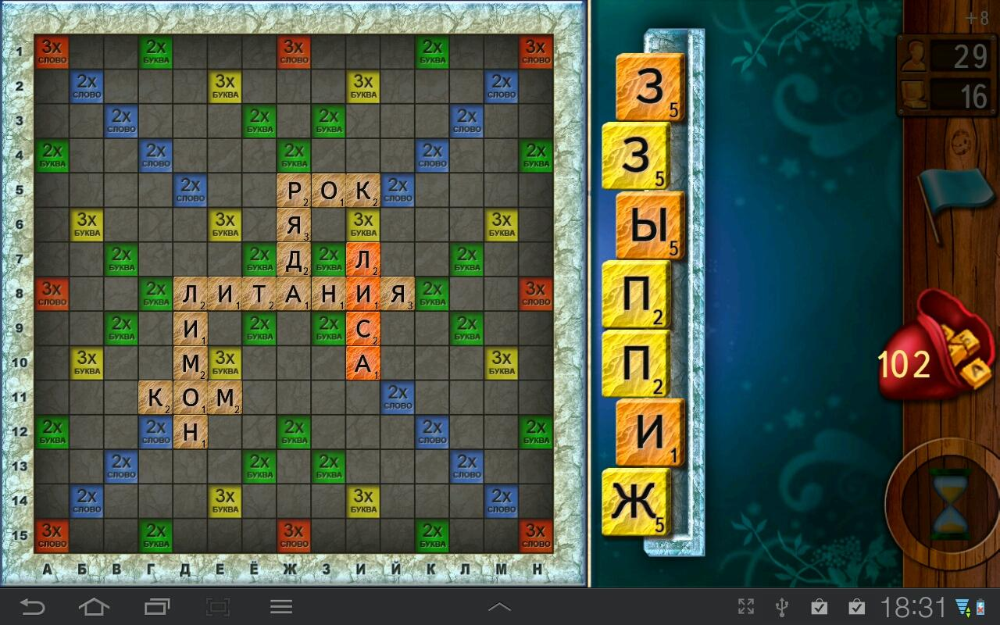 3x 2x 3x 2x 3x
СЛОВО БУКВА СЛОВО БУКВА СЛОВО
1
2x 3x 3x 2x
СЛОВО БУКВА БУКВА СЛОВО
2
2x 2x 2x 2x
СЛОВО БУКВА БУКВА СЛОВО
3
2x 2x 2x 2x 2x
БУКВА СЛОВО БУКВА СЛОВО БУКВА
4
2x Р2 О1 К2 2x
СЛОВО СЛОВО
5
3x 3x Я3 3x 3x
БУКВА БУКВА БУКВА БУКВА
6
2x 2x Д2 2x Л2 2x
БУКВА БУКВА БУКВА БУКВА
7
3x 2x Л2 И1 Т2 А1 Н1 И1 Я3 2x 3x
СЛОВО БУКВА БУКВА СЛОВО
8
2x И1 2x 2x С2 2x
БУКВА БУКВА БУКВА БУКВА
9
3x М2 3x А1 3x
БУКВА БУКВА БУКВА
10
К2 О1 М2 2x
СЛОВО
11
2x 2x Н1 2x 2x 2x
БУКВА СЛОВО БУКВА СЛОВО БУКВА
12
2x 2x 2x 2x
СЛОВО БУКВА БУКВА СЛОВО
13
2x 3x 3x 2x
СЛОВО БУКВА БУКВА СЛОВО
14
3x 2x 3x 2x 3x
СЛОВО БУКВА СЛОВО БУКВА СЛОВО
15
А Б В Г Д Е Ё Ж З И Й К Л М Н
З5
З5
Ы5
П2
П2
И1
Ж5
+8
29
16
102
18:31